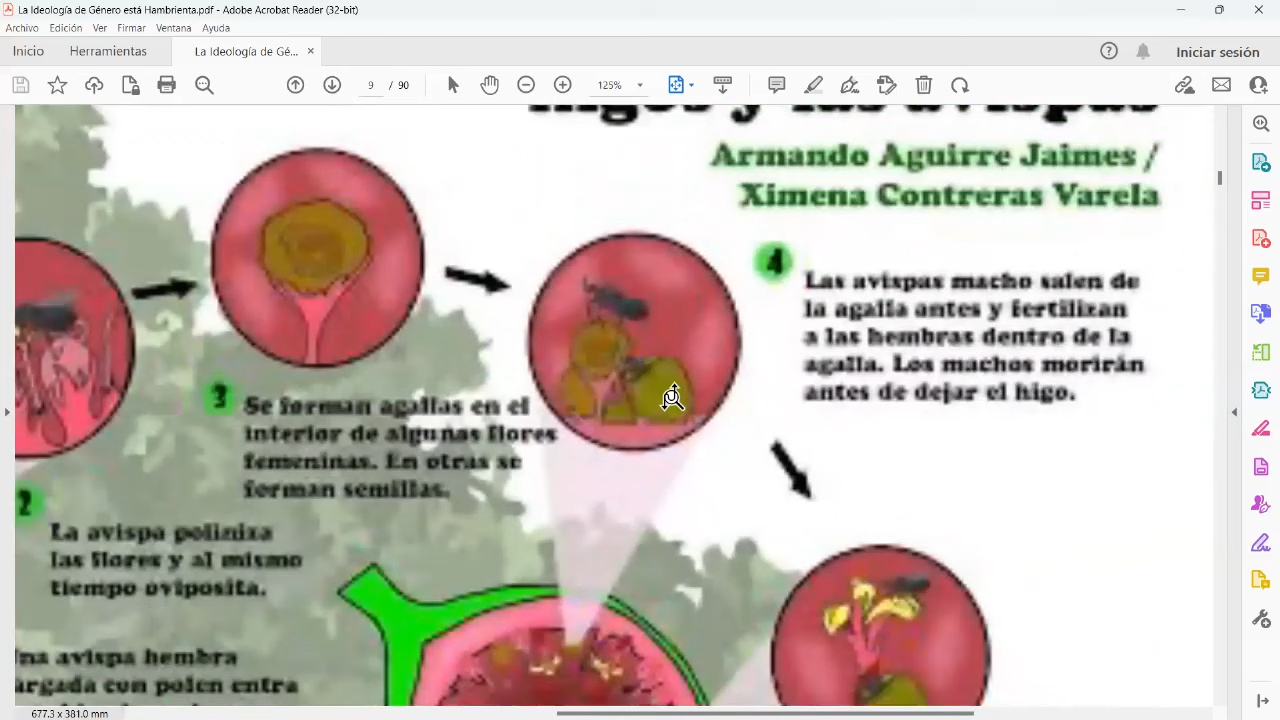 La Ideología de Género está Hambrienta.pdf - Adobe Acrobat Reader (32-bit)
Archivo Edición Ver Firmar Ventana Ayuda
Inicio Herramientas La Ideología de Gé... × Iniciar sesión
9 / 90 125%
higos y las avispas
Armando Aguirre Jaimes /
Ximena Contreras Varela
4
Las avispas macho salen de
la agalla antes y fertilizan
a las hembras dentro de la
agalla. Los machos morirán
antes de dejar el higo.
3
Se forman agallas en el
interior de algunas flores
femeninas. En otras se
forman semillas.
2
La avispa poliniza
las flores y al mismo
tiempo oviposita.
na avispa hembra
argada con polen entra
677.3 x 381.0 mm